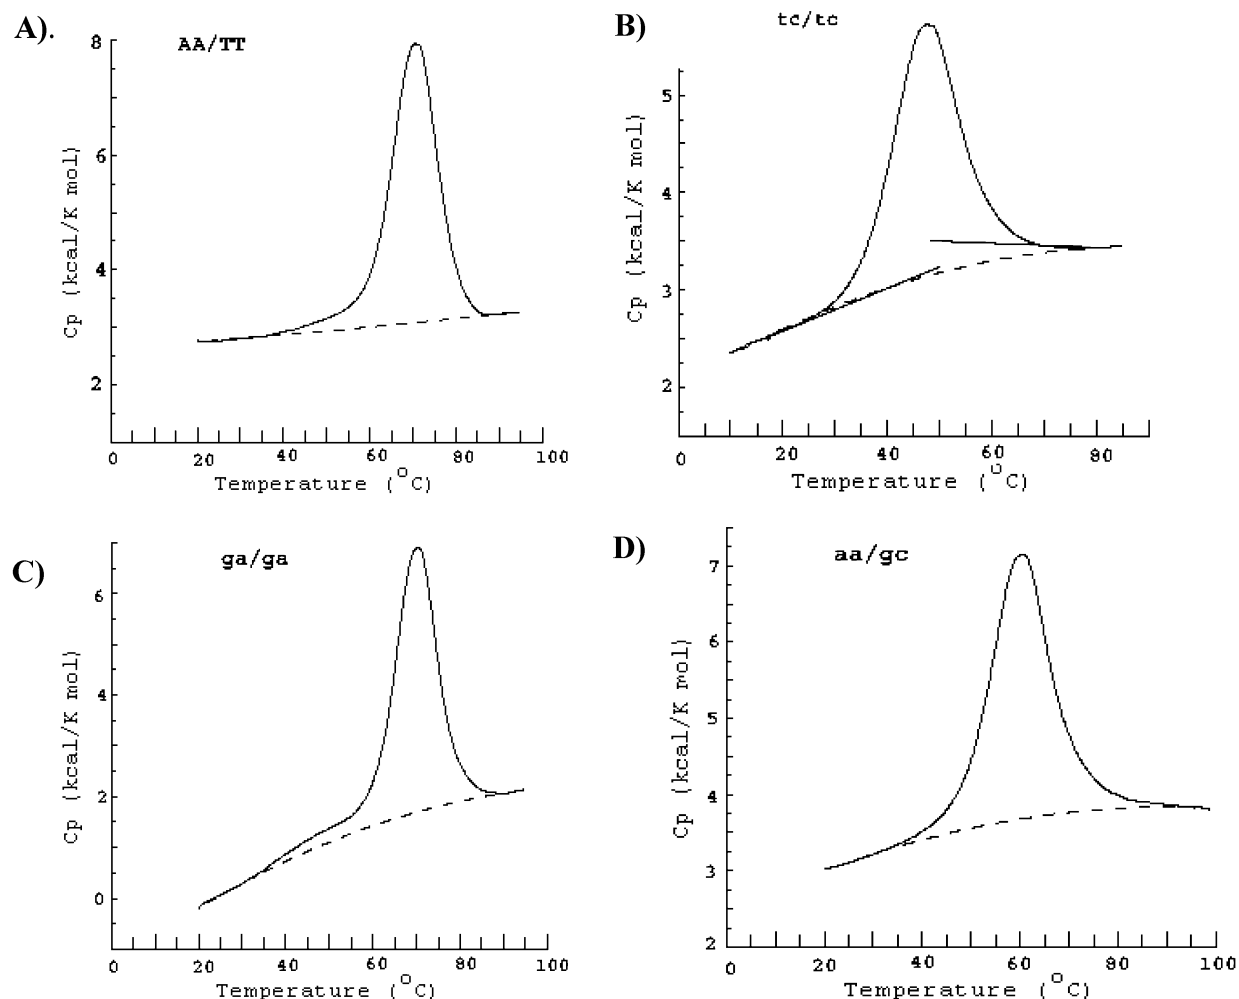 A).
AA/TT
8
6
4
2
Cp (kcal/K mol)
0 20 40 60 80 100
Temperature (°C)
B)
tc/tc
5
4
3
2
Cp (kcal/K mol)
0 20 40 60 80
Temperature (°C)
C)
ga/ga
6
4
2
0
Cp (kcal/K mol)
0 20 40 60 80 100
Temperature (°C)
D)
aa/gc
7
6
5
4
3
2
Cp (kcal/K mol)
0 20 40 60 80 100
Temperature (°C)